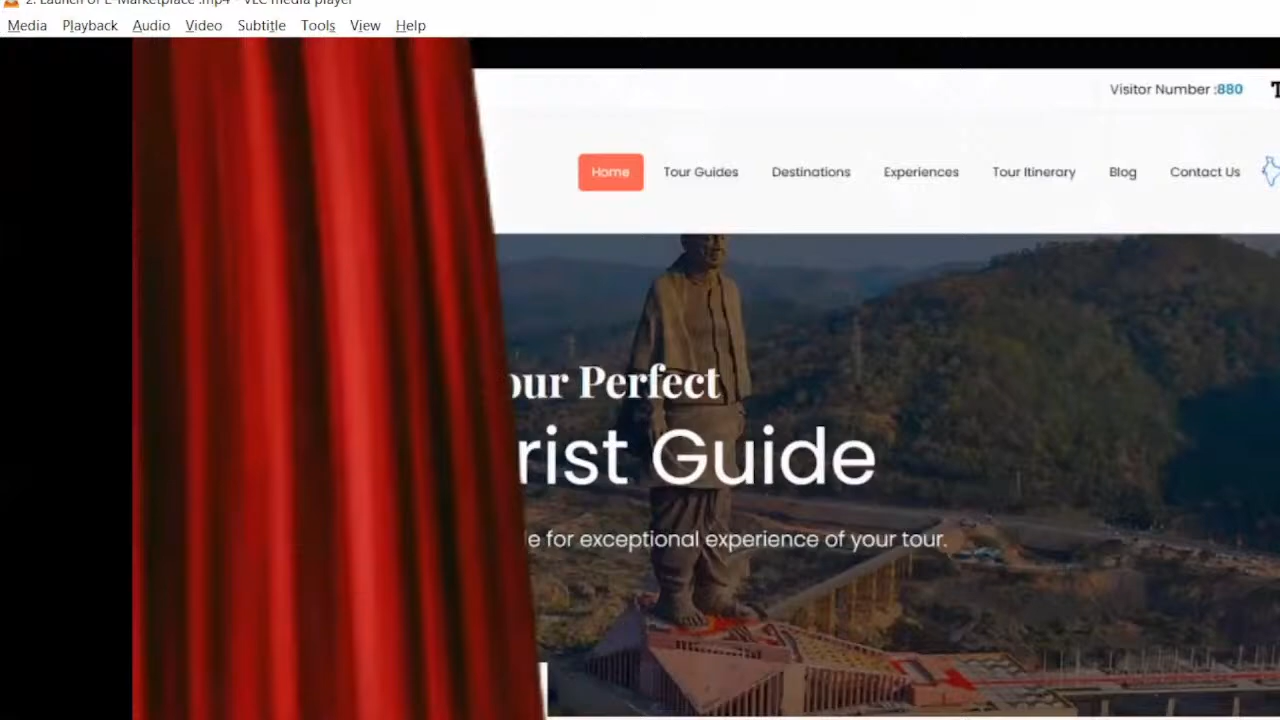 2. Launch of E-Marketplace .mp4 - VLC media player
Media Playback Audio Video Subtitle Tools View Help
Visitor Number :880 T
Home Tour Guides Destinations Experiences Tour Itinerary Blog Contact Us
our Perfect
rist Guide
e for exceptional experience of your tour.